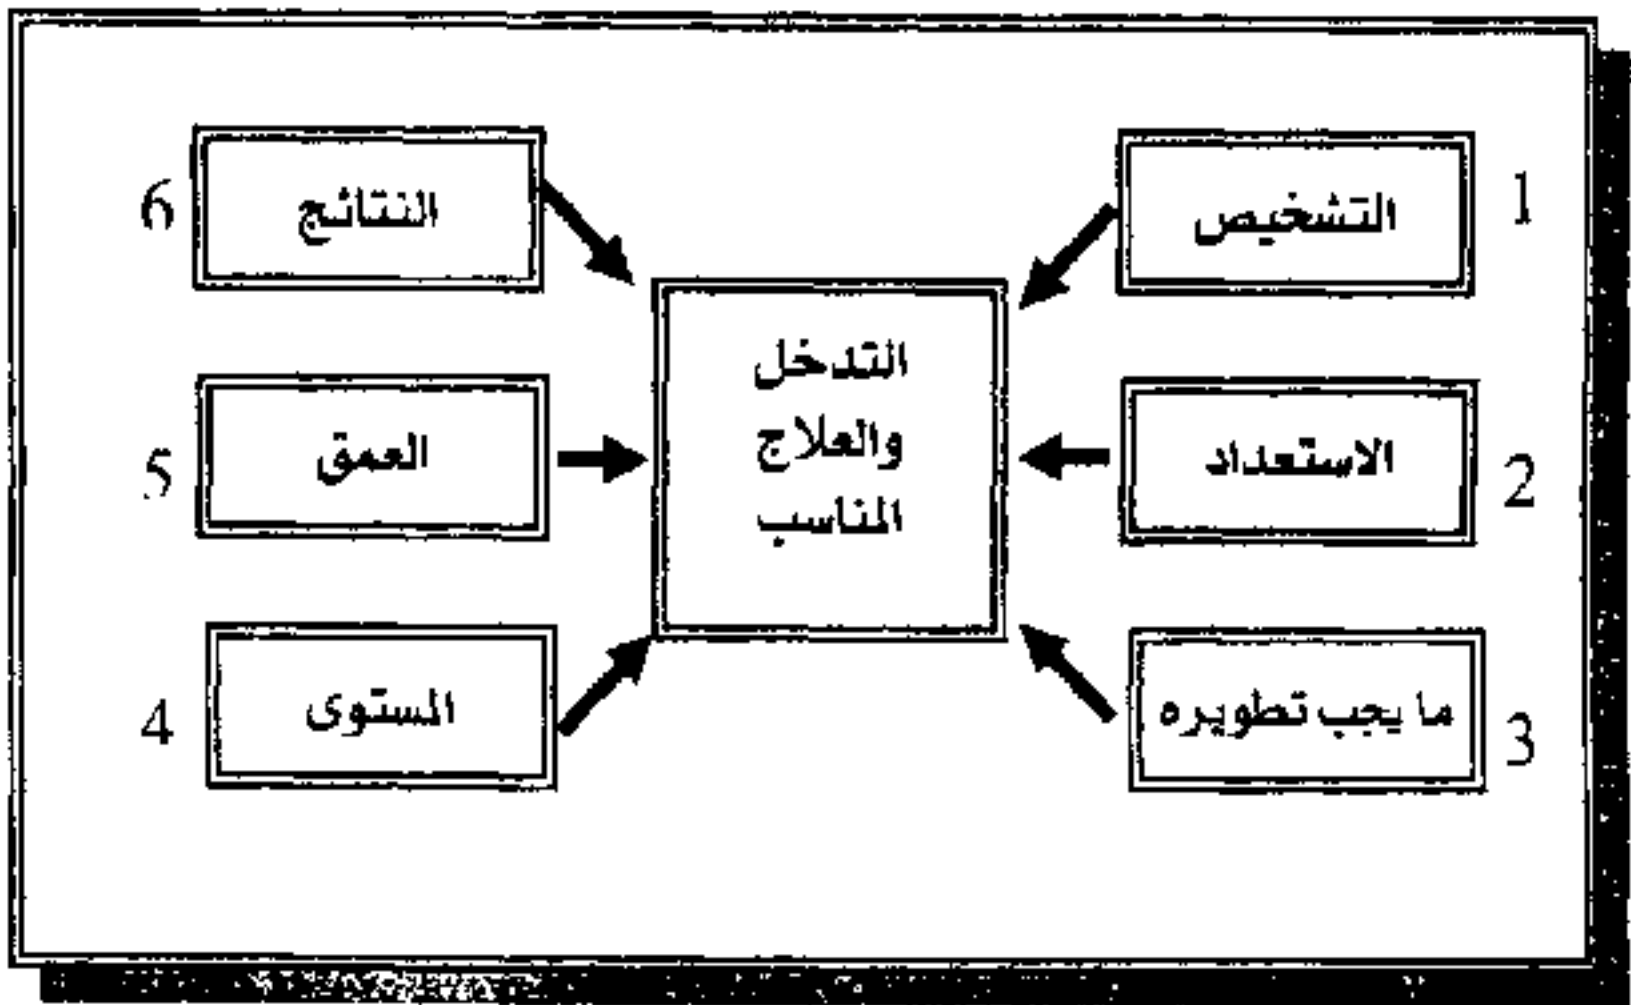 1
التشخيص
2
الاستعداد
3
ما يجب تطويره
التدخل
والعلاج
المناسب
6
النتائج
5
العمق
4
المستوى